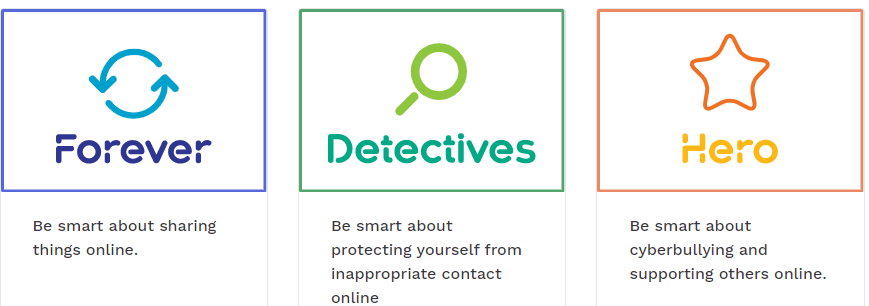 Forever
Be smart about sharing
things online.
Detectives
Be smart about
protecting yourself from
inappropriate contact
online
Hero
Be smart about
cyberbullying and
supporting others online.